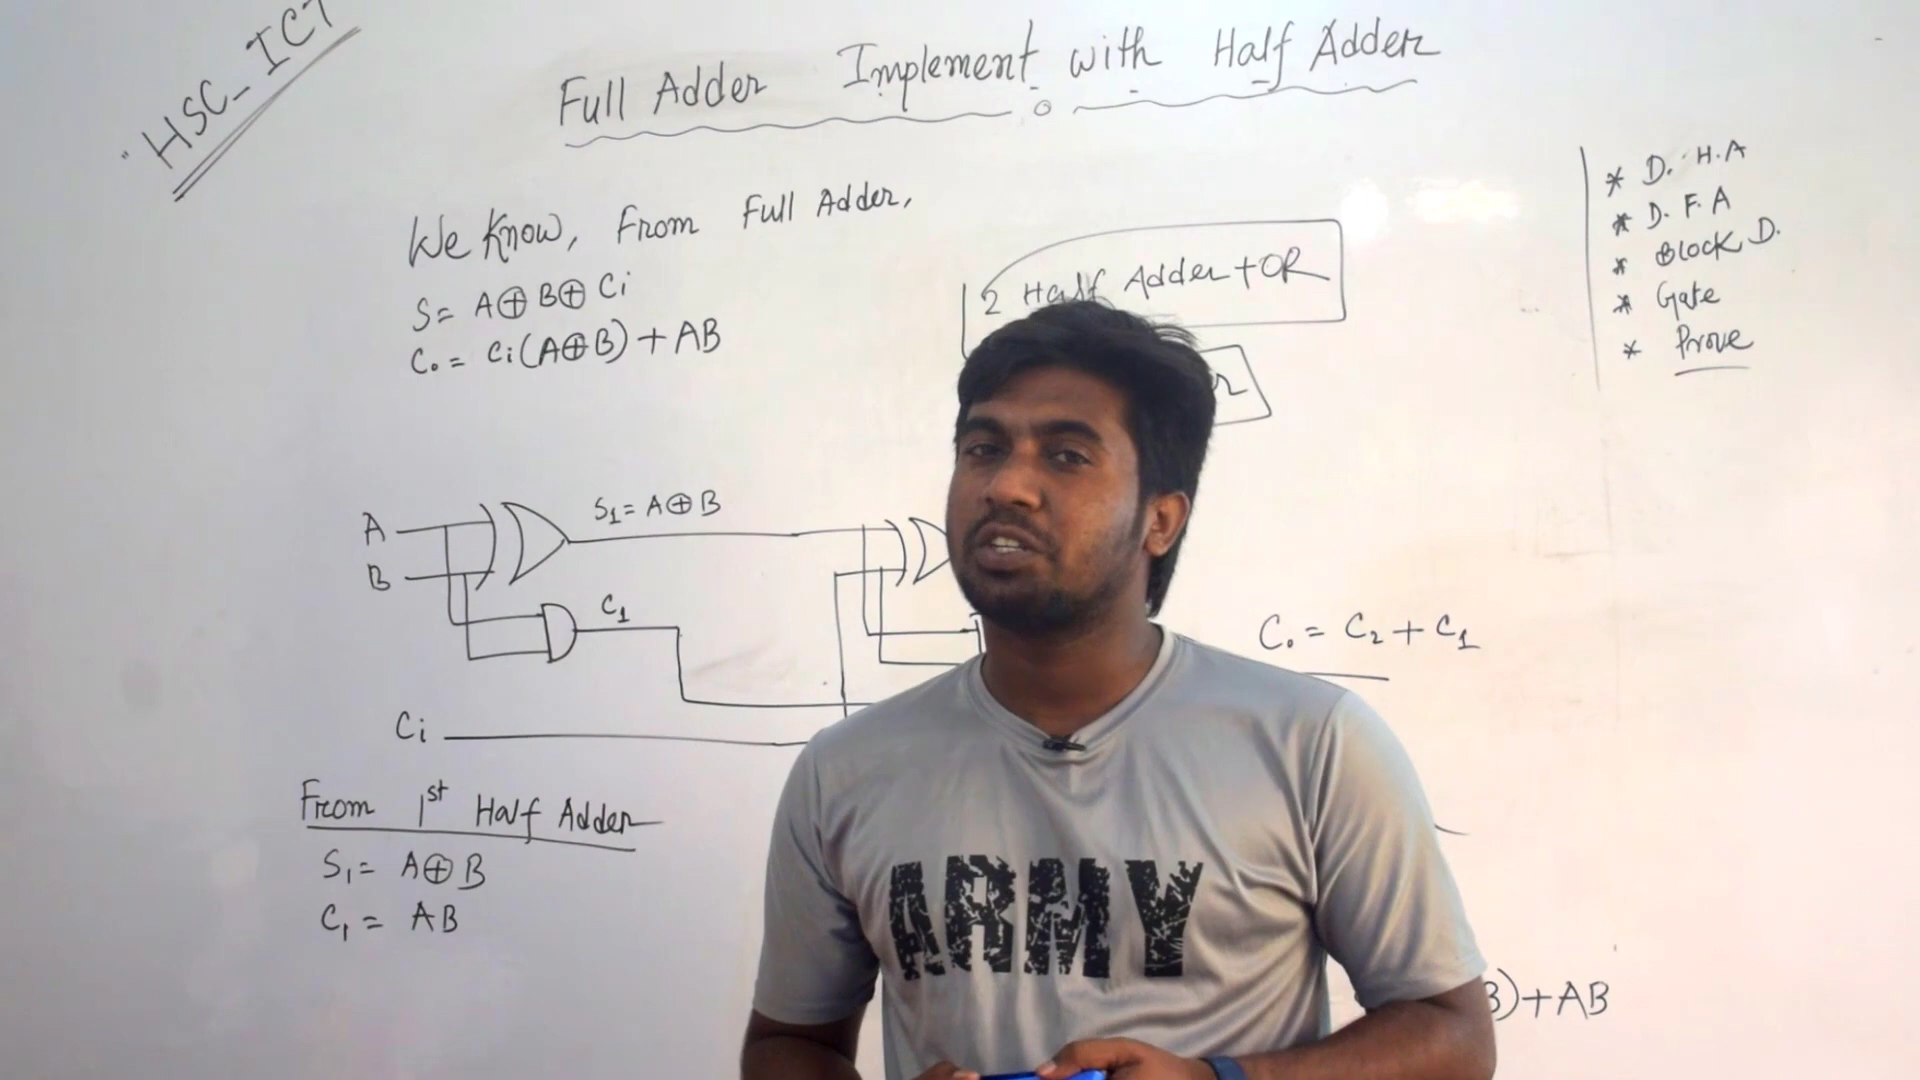 "HSC_ICT
Full Adder Implement with Half Adder
We Know, From Full Adder,
S = A⊕B⊕Ci
C₀ = Ci(A⊕B) + AB
2 Half Adder + OR
* D. H.A
* D. F.A
* Block D.
* Gate
* Prove
A
B
S₁ = A⊕B
C₁
Ci
C₀ = C₂ + C₁
From 1st Half Adder
S₁ = A⊕B
C₁ = AB
B)+AB
ARMY